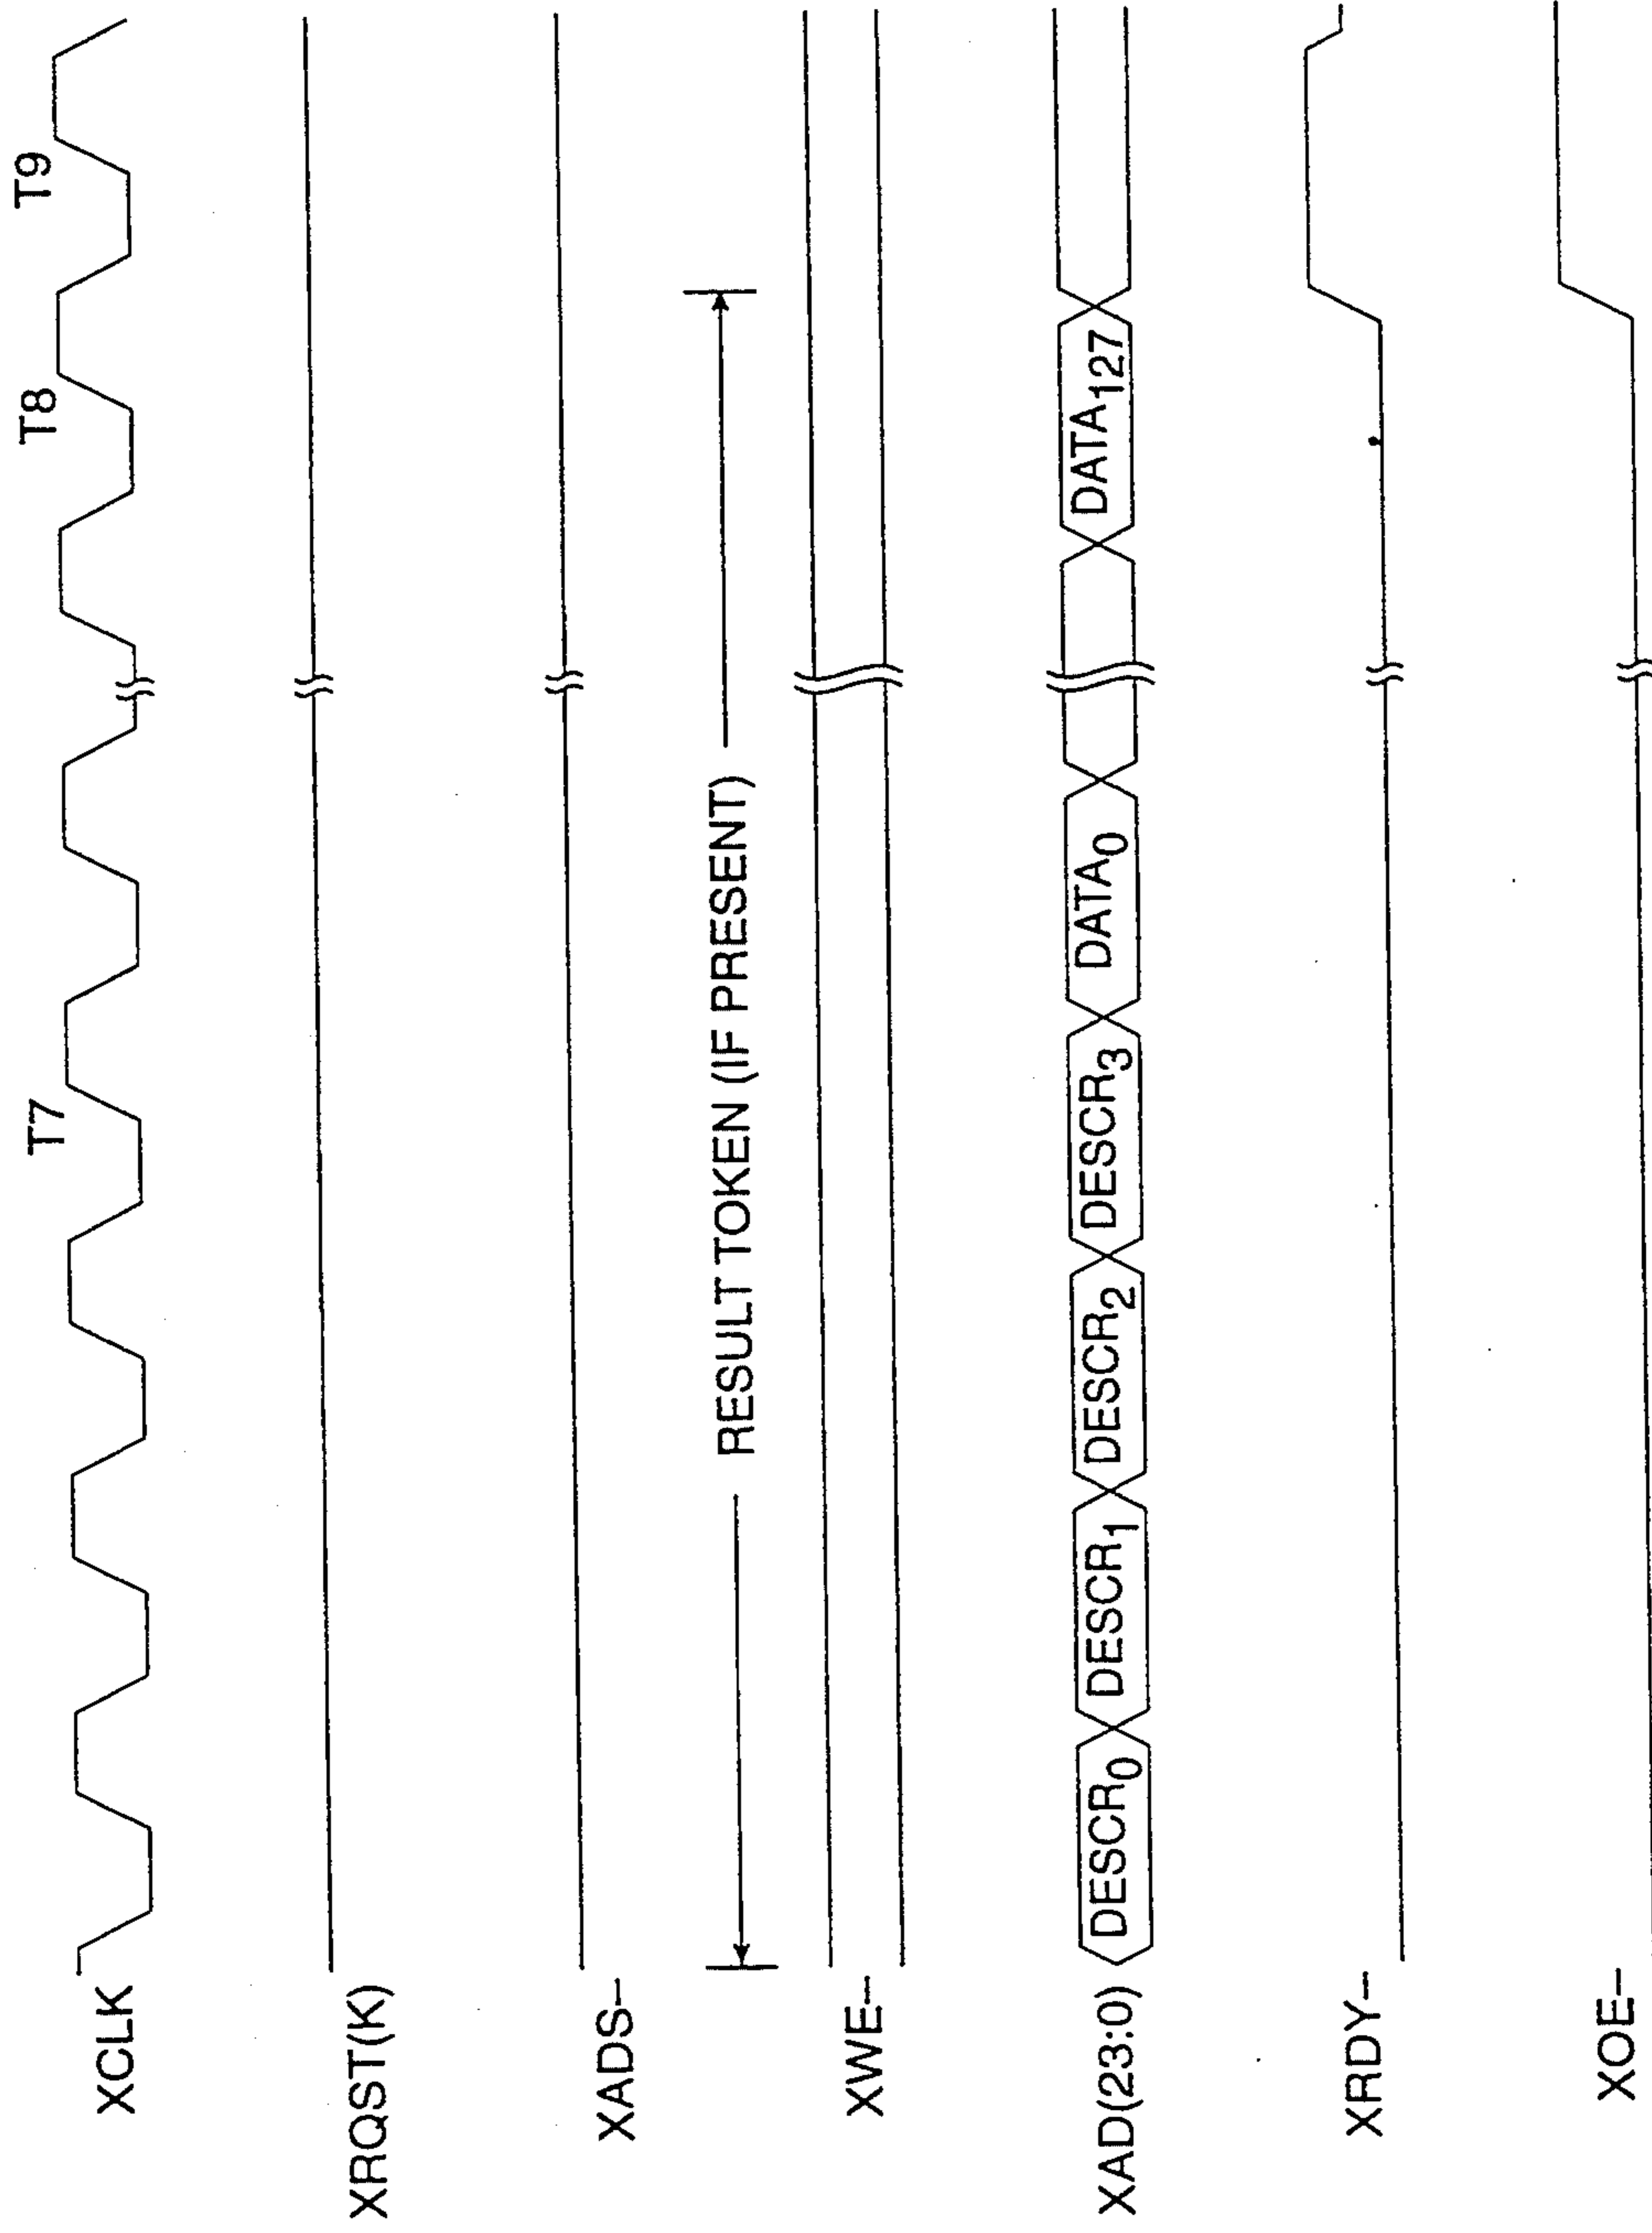 T7
T8
T9
XCLK
XRQST(K)
XADS–
RESULT TOKEN (IF PRESENT)
XWE–
XAD(23:0)
DESCR0
DESCR1
DESCR2
DESCR3
DATA0
DATA127
XRDY–
XOE–